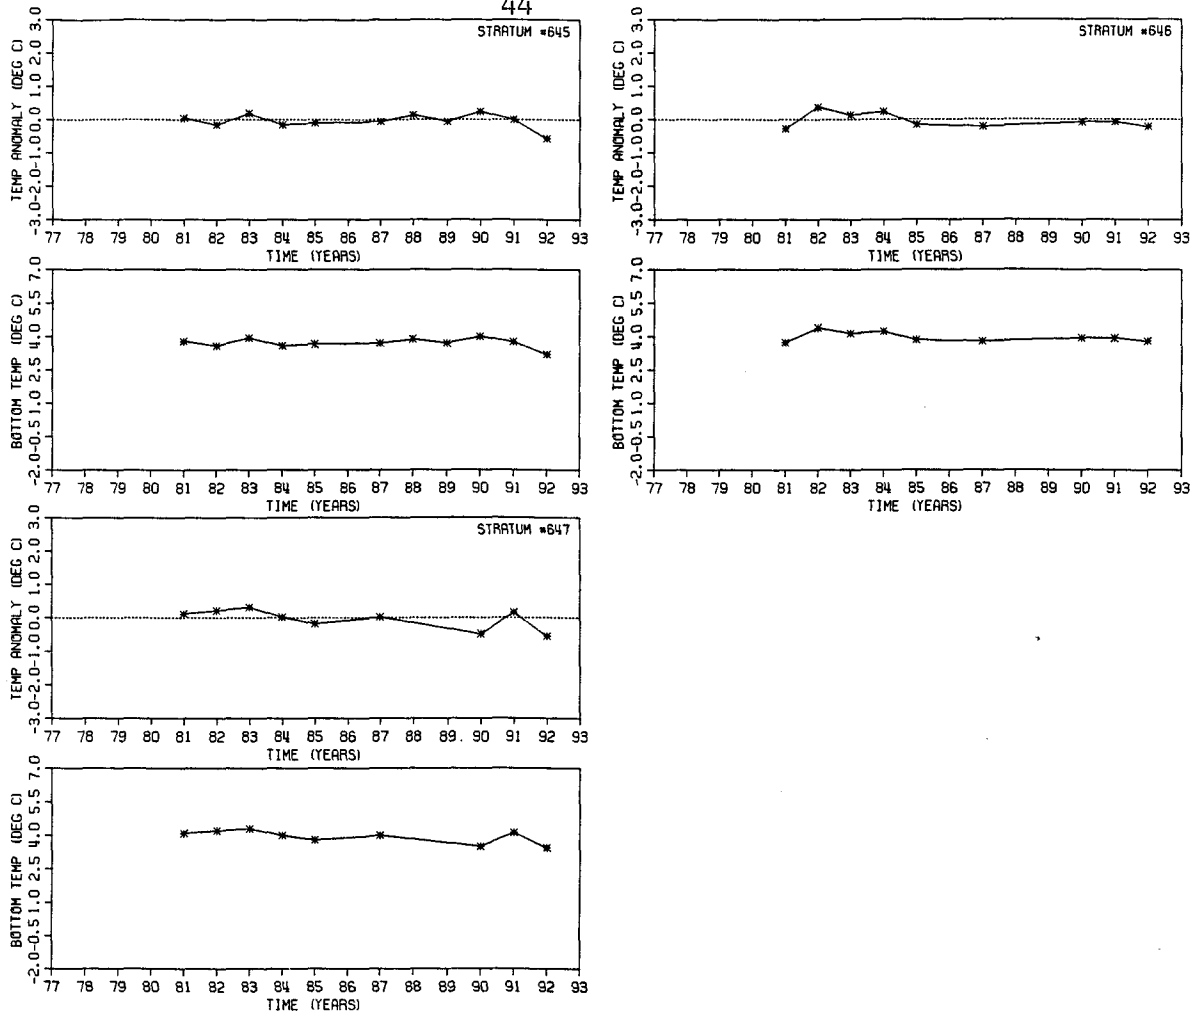 44
STRATUM *645
3.0
2.0
1.0
0.0
-1.0
-2.0
-3.0
TEMP ANOMALY (DEG C)
77 78 79 80 81 82 83 84 85 86 87 88 89 90 91 92 93
TIME (YEARS)
7.0
5.5
4.0
2.5
1.0
-0.5
-2.0
BOTTOM TEMP (DEG C)
77 78 79 80 81 82 83 84 85 86 87 88 89 90 91 92 93
TIME (YEARS)
STRATUM *646
3.0
2.0
1.0
0.0
-1.0
-2.0
-3.0
TEMP ANOMALY (DEG C)
77 78 79 80 81 82 83 84 85 86 87 88 89 90 91 92 93
TIME (YEARS)
7.0
5.5
4.0
2.5
1.0
-0.5
-2.0
BOTTOM TEMP (DEG C)
77 78 79 80 81 82 83 84 85 86 87 88 89 90 91 92 93
TIME (YEARS)
STRATUM *647
3.0
2.0
1.0
0.0
-1.0
-2.0
-3.0
TEMP ANOMALY (DEG C)
77 78 79 80 81 82 83 84 85 86 87 88 89 90 91 92 93
TIME (YEARS)
7.0
5.5
4.0
2.5
1.0
-0.5
-2.0
BOTTOM TEMP (DEG C)
77 78 79 80 81 82 83 84 85 86 87 88 89 90 91 92 93
TIME (YEARS)